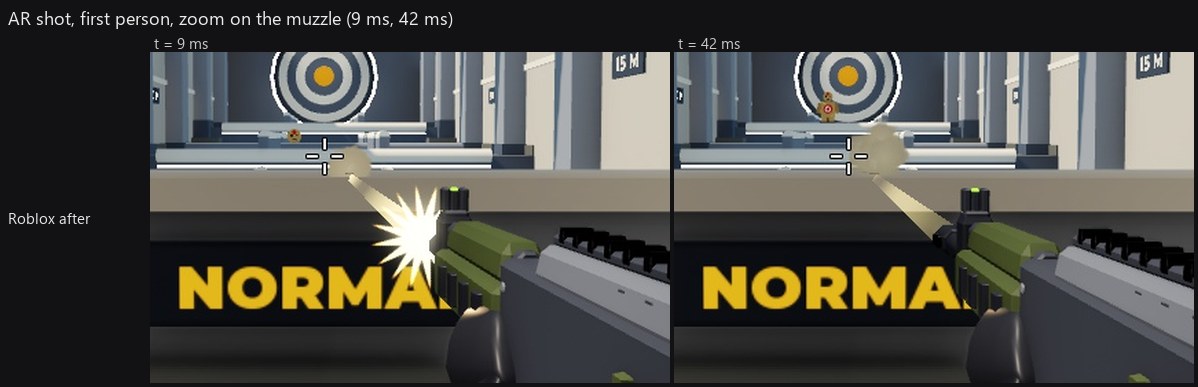 AR shot, first person, zoom on the muzzle (9 ms, 42 ms)
t = 9 ms
t = 42 ms
15 M
15 M
Roblox after
NORMA
NORMA